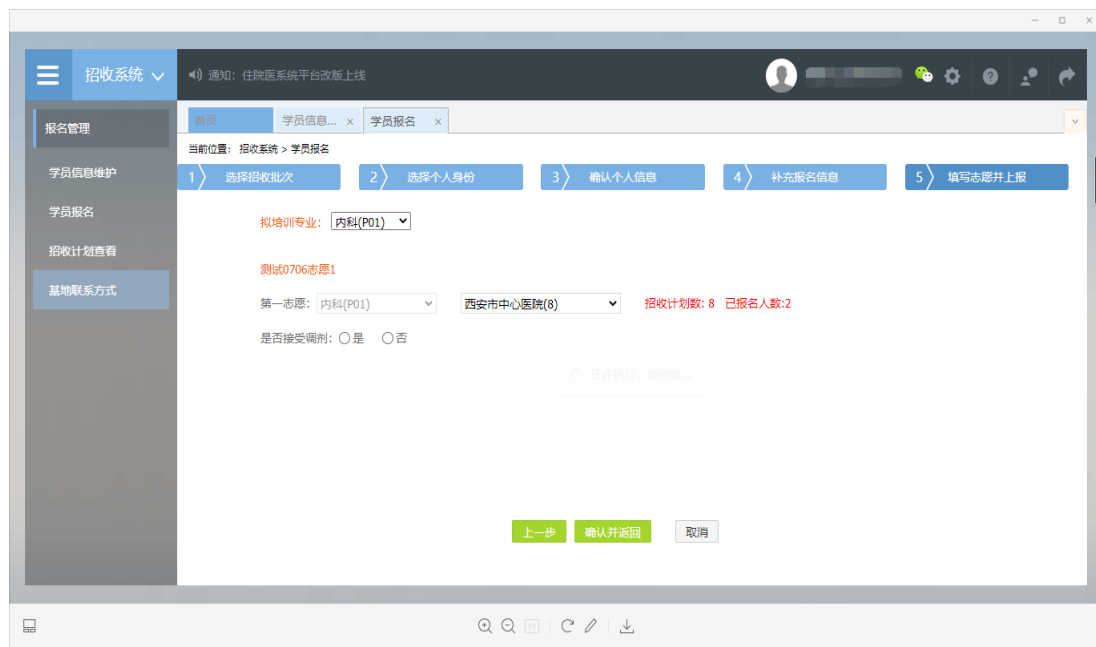 招收系统
通知：住院医系统平台改版上线
报名管理
学员信息维护
学员报名
招收计划查看
基地联系方式
首页 学员信息... × 学员报名 ×
当前位置： 招收系统 > 学员报名
1 选择招收批次 2 选择个人身份 3 确认个人信息 4 补充报名信息 5 填写志愿并上报
拟培训专业： 内科(P01)
测试0706志愿1
第一志愿： 内科(P01) 西安市中心医院(8) 招收计划数: 8 已报名人数:2
是否接受调剂： 是 否
正在执行，请稍候...
上一步 确认并返回 取消
1:1